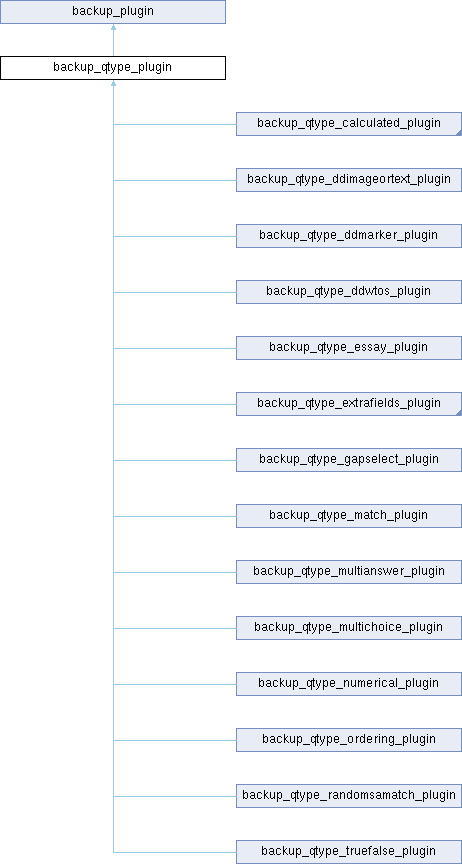 backup_plugin
backup_qtype_plugin
backup_qtype_calculated_plugin
backup_qtype_ddimageortext_plugin
backup_qtype_ddmarker_plugin
backup_qtype_ddwtos_plugin
backup_qtype_essay_plugin
backup_qtype_extrafields_plugin
backup_qtype_gapselect_plugin
backup_qtype_match_plugin
backup_qtype_multianswer_plugin
backup_qtype_multichoice_plugin
backup_qtype_numerical_plugin
backup_qtype_ordering_plugin
backup_qtype_randomsamatch_plugin
backup_qtype_truefalse_plugin